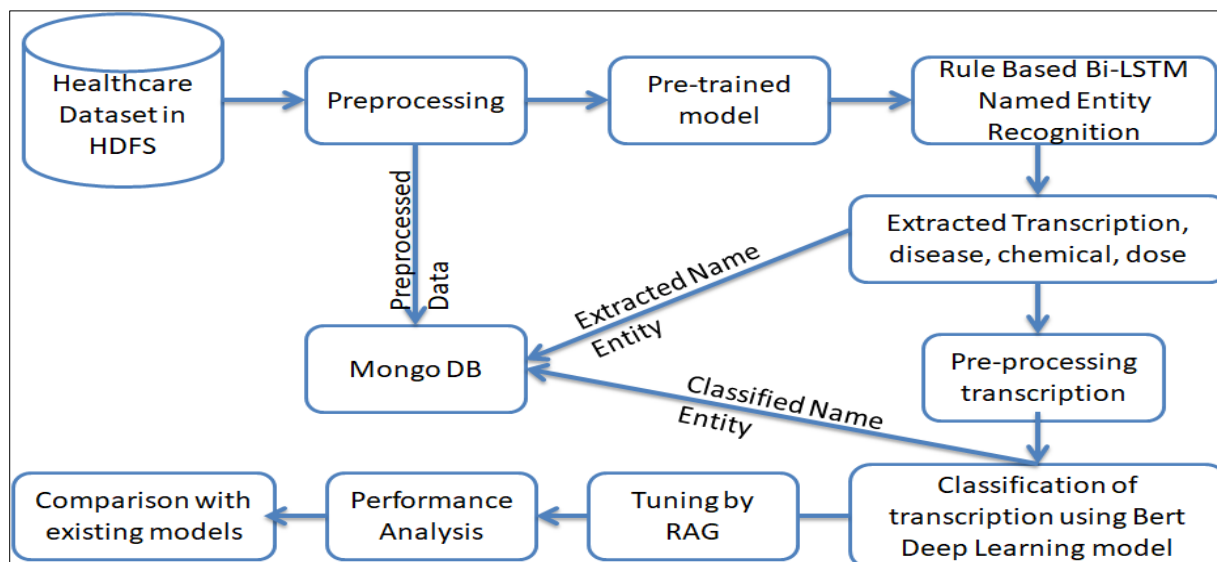 Healthcare
Dataset in
HDFS
Preprocessing
Pre-trained
model
Rule Based Bi-LSTM
Named Entity
Recognition
Preprocessed
Data
Extracted Name
Entity
Extracted Transcription,
disease, chemical, dose
Mongo DB
Classified Name
Entity
Pre-processing
transcription
Comparison with
existing models
Performance
Analysis
Tuning by
RAG
Classification of
transcription using Bert
Deep Learning model